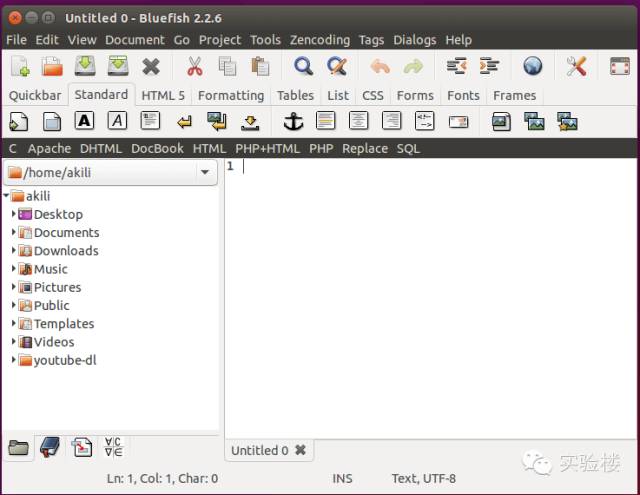 Untitled 0 - Bluefish 2.2.6
File Edit View Document Go Project Tools Zencoding Tags Dialogs Help
Quickbar Standard HTML 5 Formatting Tables List CSS Forms Fonts Frames
A A
C Apache DHTML DocBook HTML PHP+HTML PHP Replace SQL
/home/akili
1
akili
Desktop
Documents
Downloads
Music
Pictures
Public
Templates
Videos
youtube-dl
∀C
∇∈
Untitled 0
实验楼
Ln: 1, Col: 1, Char: 0 INS Text, UTF-8